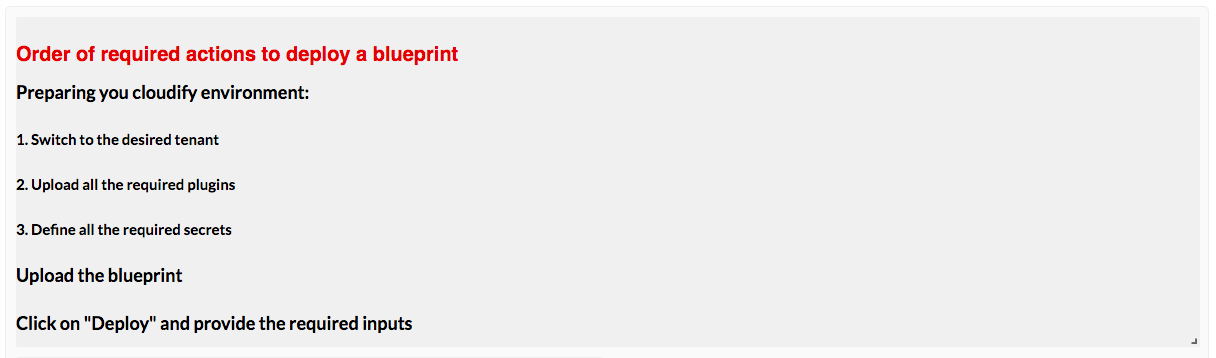 Order of required actions to deploy a blueprint
Preparing you cloudify environment:
1. Switch to the desired tenant
2. Upload all the required plugins
3. Define all the required secrets
Upload the blueprint
Click on "Deploy" and provide the required inputs